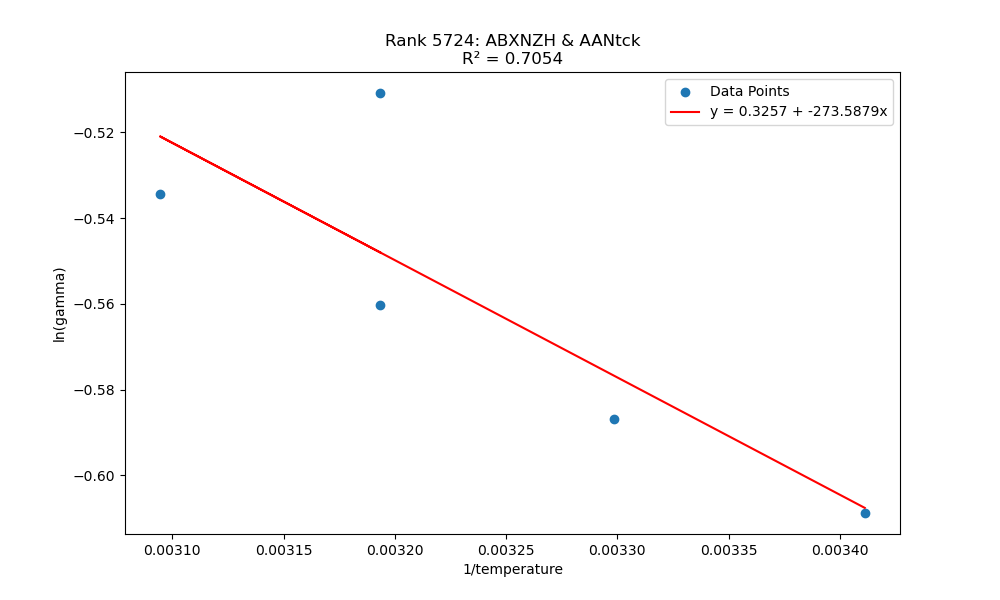 Rank 5724: ABXNZH & AANtck
R² = 0.7054
Data Points
y = 0.3257 + -273.5879x
−0.52
−0.54
−0.56
−0.58
−0.60
ln(gamma)
0.00310 0.00315 0.00320 0.00325 0.00330 0.00335 0.00340
1/temperature